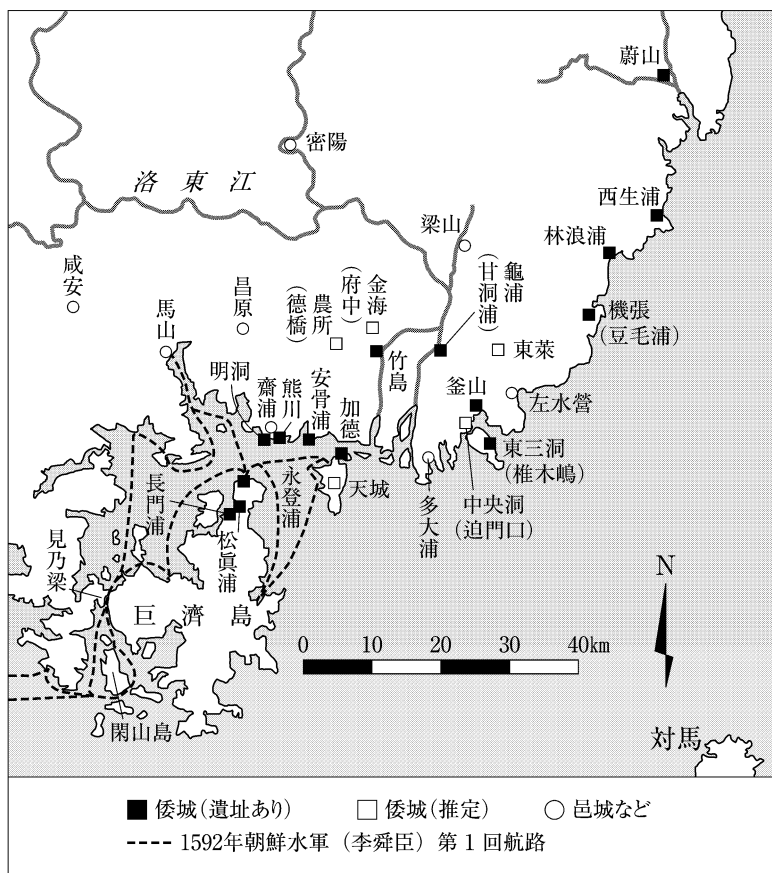 蔚山
密陽
洛東江
西生浦
梁山
林浪浦
咸安
馬山
昌原
農所
(德橋)
金海
(府中)
龜浦
(甘洞浦)
機張
(豆毛浦)
東萊
竹島
明洞
齋浦
熊川
安骨浦
加德
釜山
左水營
東三洞
(椎木嶋)
天城
永登浦
長門浦
松眞浦
多大浦
中央洞
(迫門口)
見乃梁
巨濟島
閑山島
N
0 10 20 30 40km
対馬
倭城(遺址あり)
倭城(推定)
邑城など
1592年朝鮮水軍(李舜臣)第1回航路